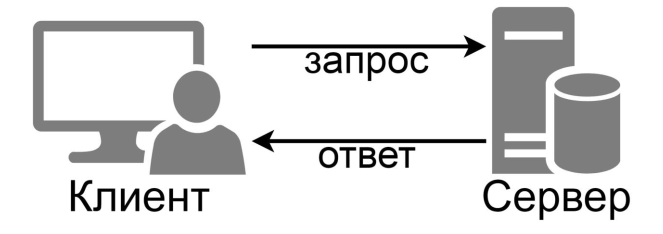 запрос
ответ
Клиент
Сервер